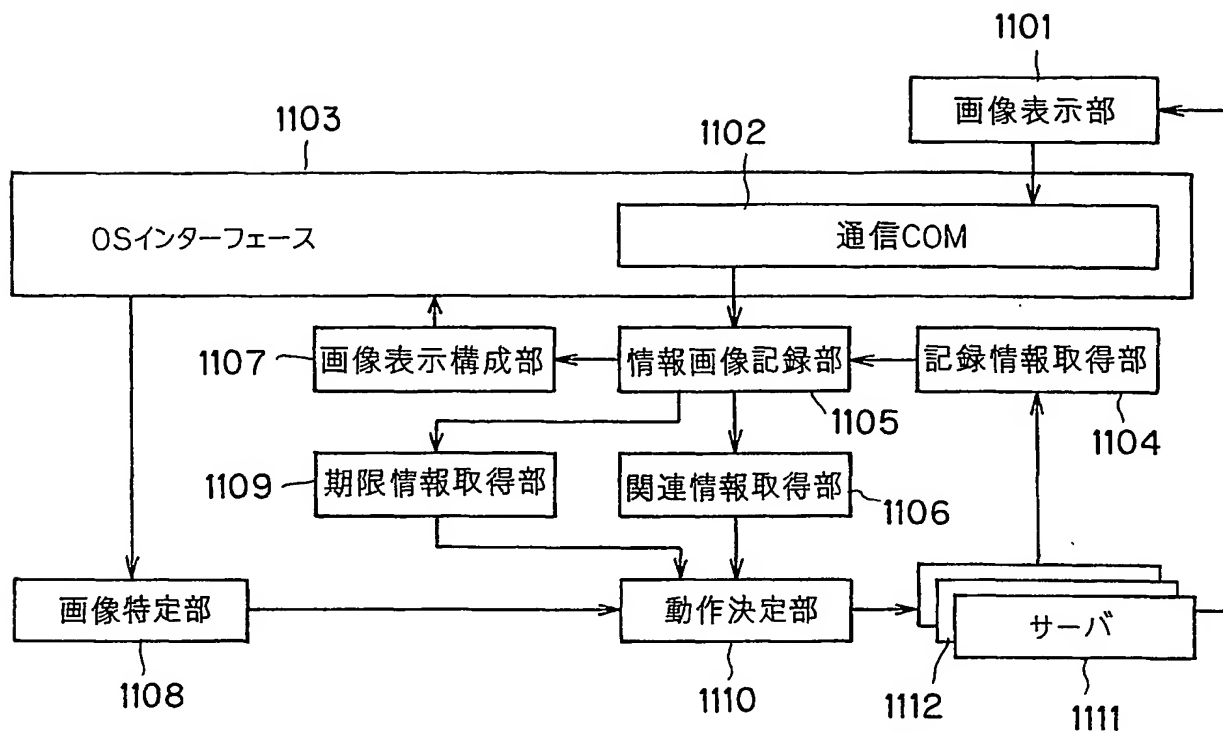 1101
画像表示部
1103
1102
OSインターフェース
通信COM
1107
画像表示構成部
情報画像記録部
記録情報取得部
1105
1104
1109
期限情報取得部
関連情報取得部
1106
画像特定部
動作決定部
サーバ
1108
1110
1112
1111